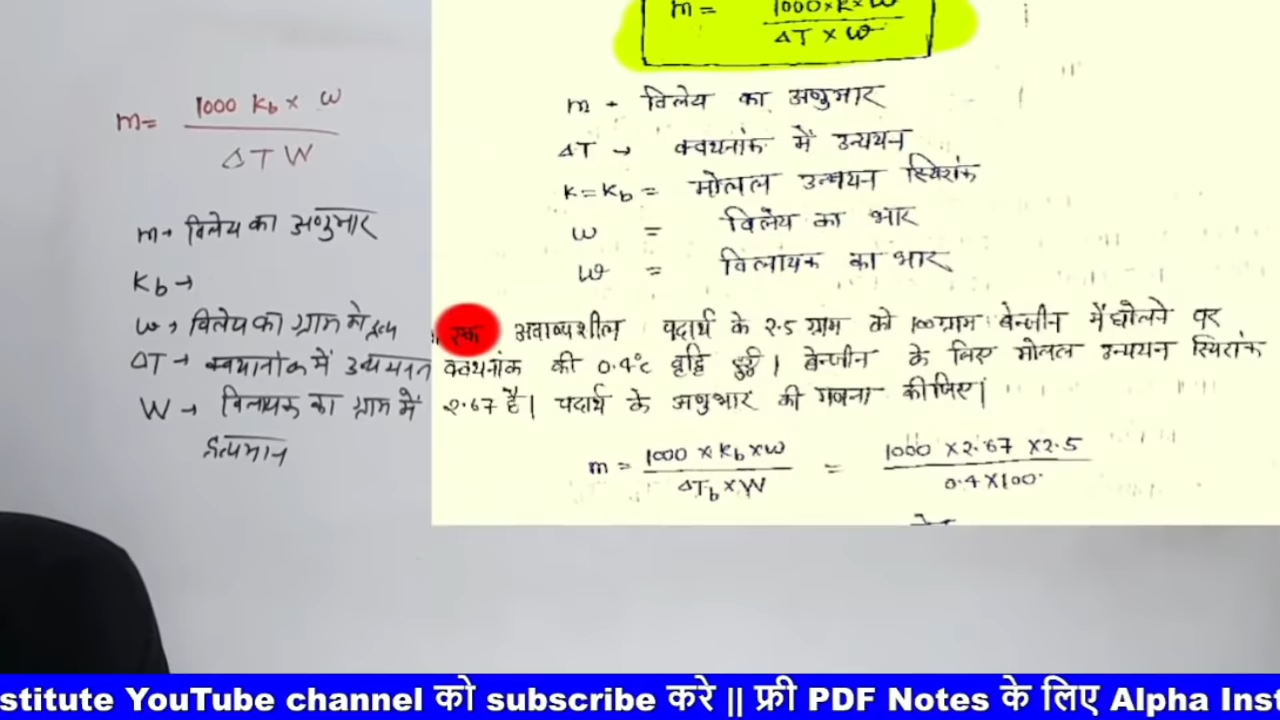 m= 1000 Kb × w
ΔT W
m→ विलेय का अणुभार
Kb →
w → विलेय का ग्राम में द्रव्य
ΔT → क्वथनांक में उन्नयनत
W → विलायक का ग्राम में
द्रव्यमान
m = 1000×K×W
ΔT × W
m → विलेय का अणुभार
ΔT → क्वथनांक में उन्नयन
K=Kb = मोलल उन्नयन स्थिरांक
w = विलेय का भार
W = विलायक का भार
एक अवाष्पशील पदार्थ के 2.5 ग्राम को 100 ग्राम बेन्जीन में घोलने पर
क्वथनांक की 0.4°c वृद्धि हुई। बेन्जीन के लिए मोलल उन्नयन स्थिरांक
2.67 है। पदार्थ के अणुभार की गणना कीजिए।
m = 1000 × Kb × w = 1000 × 2.67 × 2.5
ΔTb × W 0.4 × 100
stitute YouTube channel को subscribe करे || फ्री PDF Notes के लिए Alpha Inst